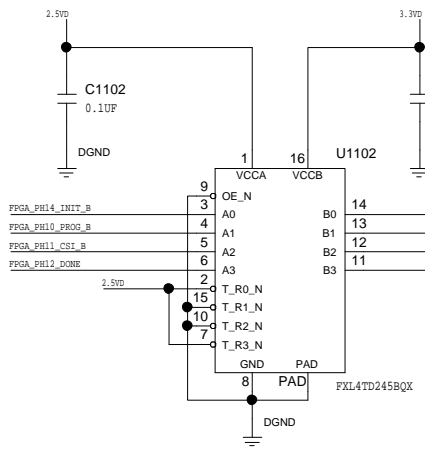 2.5VD
3.3VD
C1102
0.1UF
DGND
U1102
1
16
VCCA
VCCB
9
OE_N
FPGA_PH14_INIT_B
3
A0
B0
14
FPGA_PH10_PROG_B
4
A1
B1
13
FPGA_PH11_CSI_B
5
A2
B2
12
FPGA_PH12_DONE
6
A3
B3
11
2.5VD
2
T_R0_N
15
T_R1_N
10
T_R2_N
7
T_R3_N
GND
PAD
8
PAD
FXL4TD245BQX
DGND